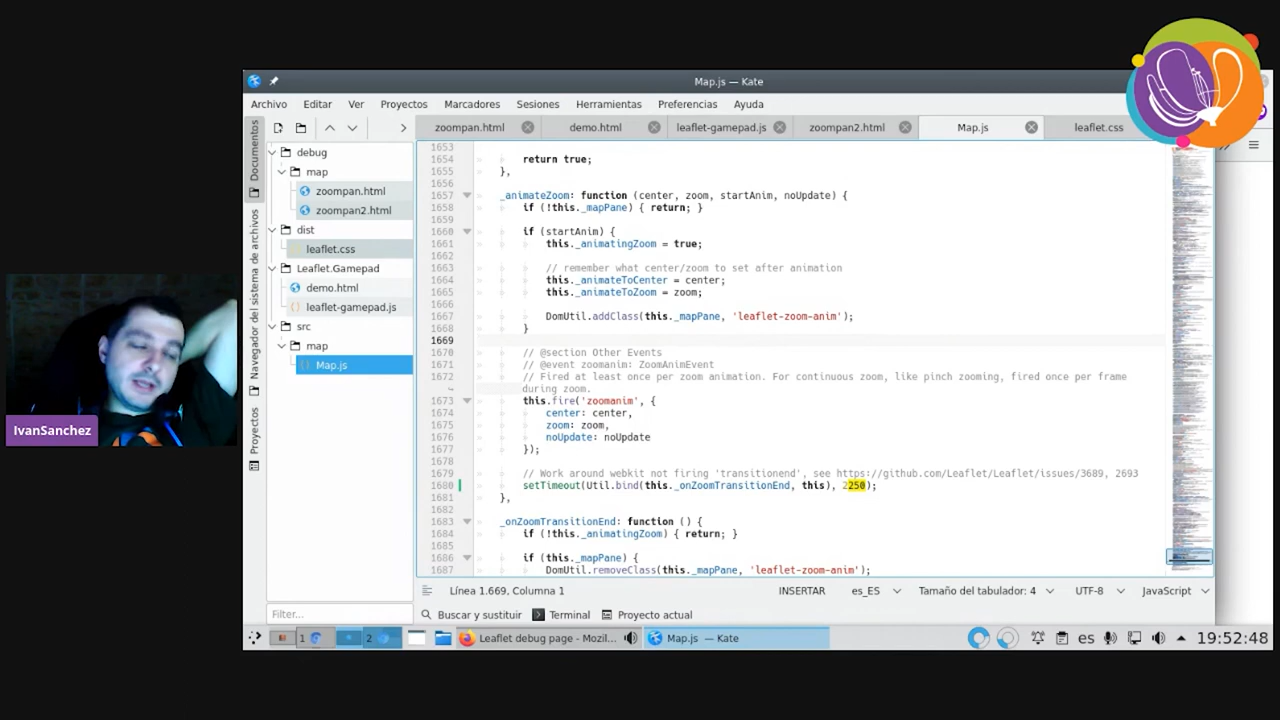 Map.js — Kate
Archivo Editar Ver Proyectos Marcadores Sesiones Herramientas Preferencias Ayuda
zoompan.html demo.html leaflet-gamepad.js zoompan2.html Map.js leaflet.css
Documentos
Navegador del sistema de archivos
Proyectos
debug
map
zoompan.html
zoompan2.html
dist
leaflet.css
Leaflet.Gamepad
demo.html
leaflet-gamepad.js
src
map
Map.js
Filter...
1653
1654 return true;
1655 },
1656
1657 _animateZoom: function (center, zoom, startAnim, noUpdate) {
1658 if (!this._mapPane) { return; }
1659
1660 if (startAnim) {
1661 this._animatingZoom = true;
1662
1663 // remember what center/zoom to set after animation
1664 this._animateToCenter = center;
1665 this._animateToZoom = zoom;
1666
1667 DomUtil.addClass(this._mapPane, 'leaflet-zoom-anim');
1668 }
1669
1670 // @section Other Events
1671 // @event zoomanim: ZoomAnimEvent
1672 // Fired at least once per zoom animation. For continuous zoom, like pinch zooming, fired once per frame
during zoom.
1673 this.fire('zoomanim', {
1674 center: center,
1675 zoom: zoom,
1676 noUpdate: noUpdate
1677 });
1678
1679 // Work around webkit not firing 'transitionend', see https://github.com/Leaflet/Leaflet/issues/3689, 2693
1680 setTimeout(Util.bind(this._onZoomTransitionEnd, this), 2250);
1681 },
1682
1683 _onZoomTransitionEnd: function () {
1684 if (!this._animatingZoom) { return; }
1685
1686 if (this._mapPane) {
1687 DomUtil.removeClass(this._mapPane, 'leaflet-zoom-anim');
Línea 1.669, Columna 1 INSERTAR es_ES Tamaño del tabulador: 4 UTF-8 JavaScript
Buscar y sustituir Terminal Proyecto actual
1 2 Leaflet debug page - Mozil... Map.js — Kate es 19:52:48
IvanSanchez